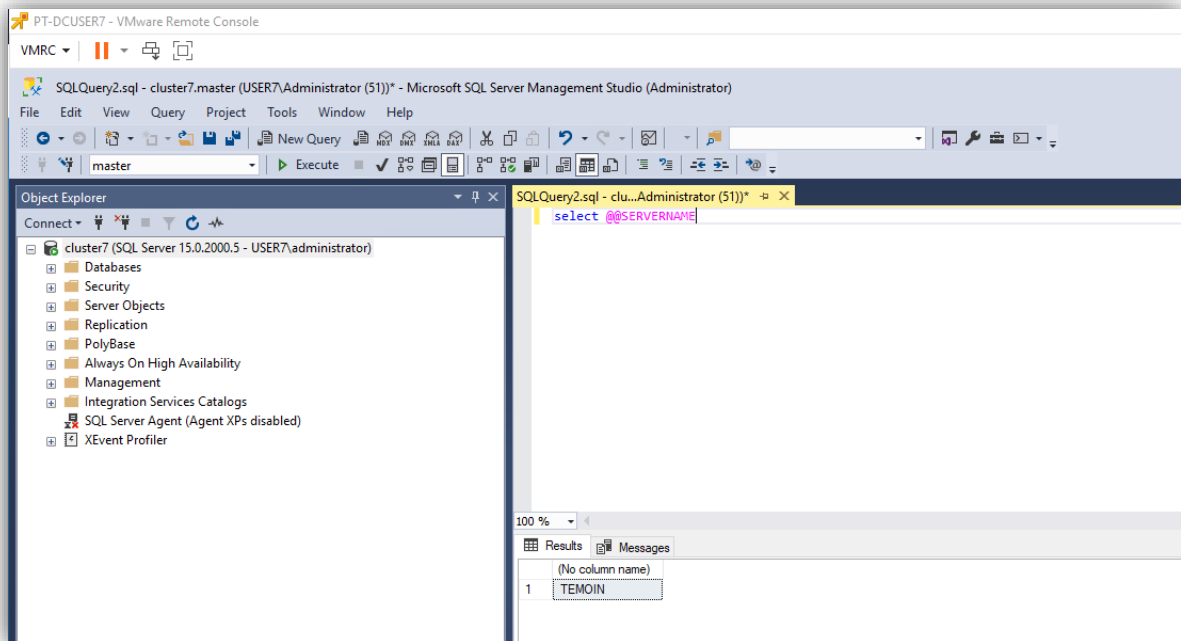 PT-DCUSER7 - VMware Remote Console
VMRC
SQLQuery2.sql - cluster7.master (USER7\Administrator (51))* - Microsoft SQL Server Management Studio (Administrator)
File Edit View Query Project Tools Window Help
New Query MDX DMX XMLA DAX
master Execute
Object Explorer
Connect
cluster7 (SQL Server 15.0.2000.5 - USER7\administrator)
Databases
Security
Server Objects
Replication
PolyBase
Always On High Availability
Management
Integration Services Catalogs
SQL Server Agent (Agent XPs disabled)
XEvent Profiler
SQLQuery2.sql - clu...Administrator (51))*
select @@SERVERNAME
100 %
Results Messages
(No column name)
1 TEMOIN